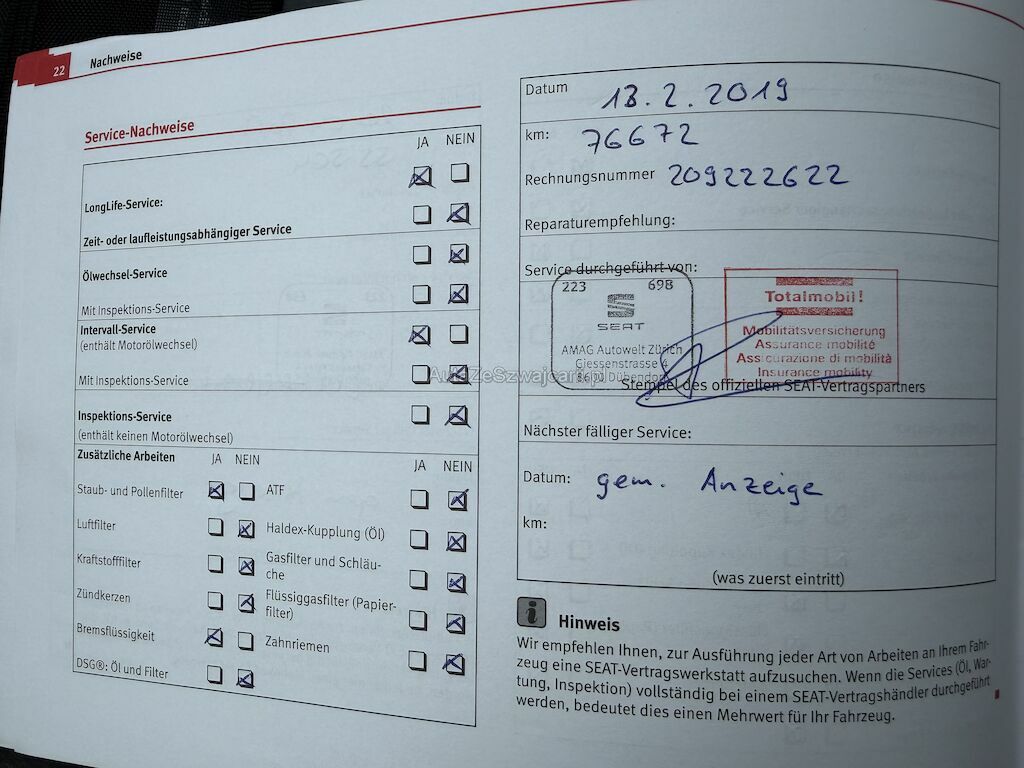 22 Nachweise
Service-Nachweise
JA NEIN
LongLife-Service:
Zeit- oder laufleistungsabhängiger Service
Ölwechsel-Service
Mit Inspektions-Service
Intervall-Service
(enthält Motorölwechsel)
Mit Inspektions-Service
Inspektions-Service
(enthält keinen Motorölwechsel)
Zusätzliche Arbeiten JA NEIN JA NEIN
Staub- und Pollenfilter ATF
Luftfilter Haldex-Kupplung (Öl)
Kraftstofffilter Gasfilter und Schläu-
che
Zündkerzen Flüssiggasfilter (Papier-
filter)
Bremsflüssigkeit Zahnriemen
DSG®: Öl und Filter
Datum 18.2.2019
km: 76672
Rechnungsnummer 209222622
Reparaturempfehlung:
Service durchgeführt von:
223 698
SEAT
AMAG Autowelt Zürich
Giessenstrasse 4
8600 Dübendorf
Totalmobil!
Mobilitätsversicherung
Assurance mobilité
Assicurazione di mobilità
Insurance mobility
Stempel des offiziellen SEAT-Vertragspartners
Nächster fälliger Service:
Datum: gem. Anzeige
km:
(was zuerst eintritt)
i Hinweis
Wir empfehlen Ihnen, zur Ausführung jeder Art von Arbeiten an Ihrem Fahr-
zeug eine SEAT-Vertragswerkstatt aufzusuchen. Wenn die Services (Öl, War-
tung, Inspektion) vollständig bei einem SEAT-Vertragshändler durchgeführt
werden, bedeutet dies einen Mehrwert für Ihr Fahrzeug.